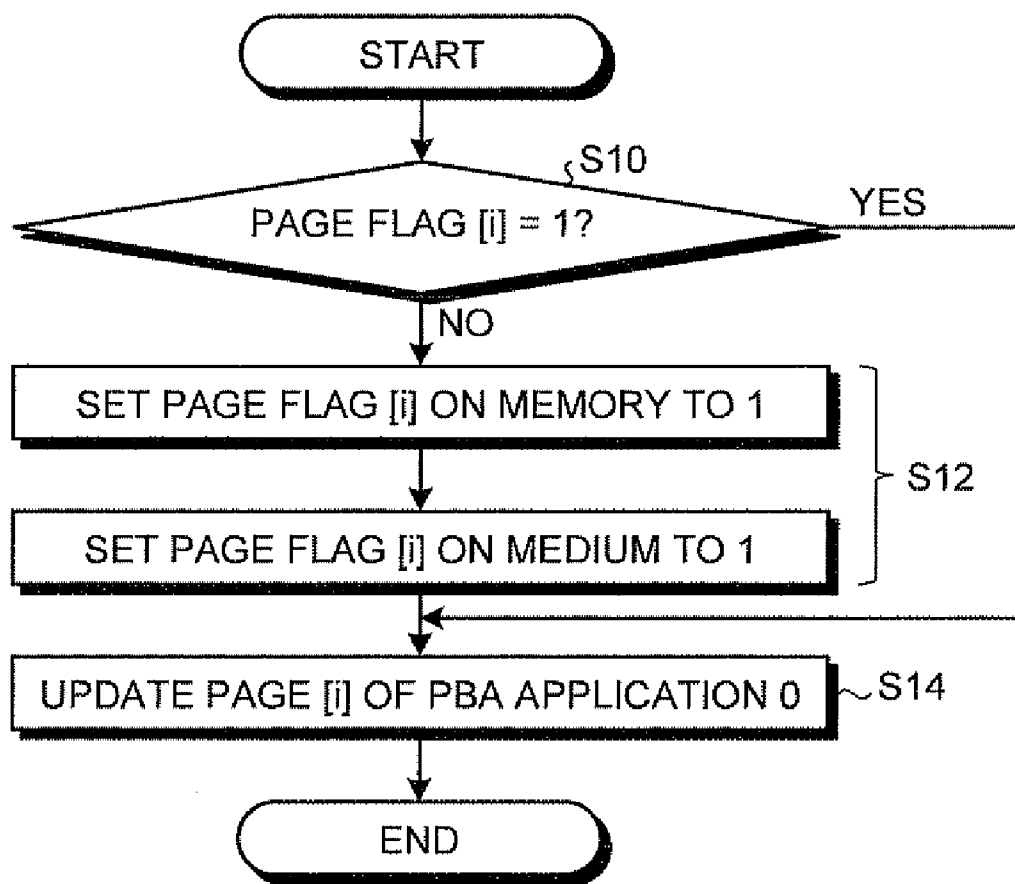 START
S10
PAGE FLAG [i] = 1?
YES
NO
SET PAGE FLAG [i] ON MEMORY TO 1
S12
SET PAGE FLAG [i] ON MEDIUM TO 1
UPDATE PAGE [i] OF PBA APPLICATION 0
S14
END